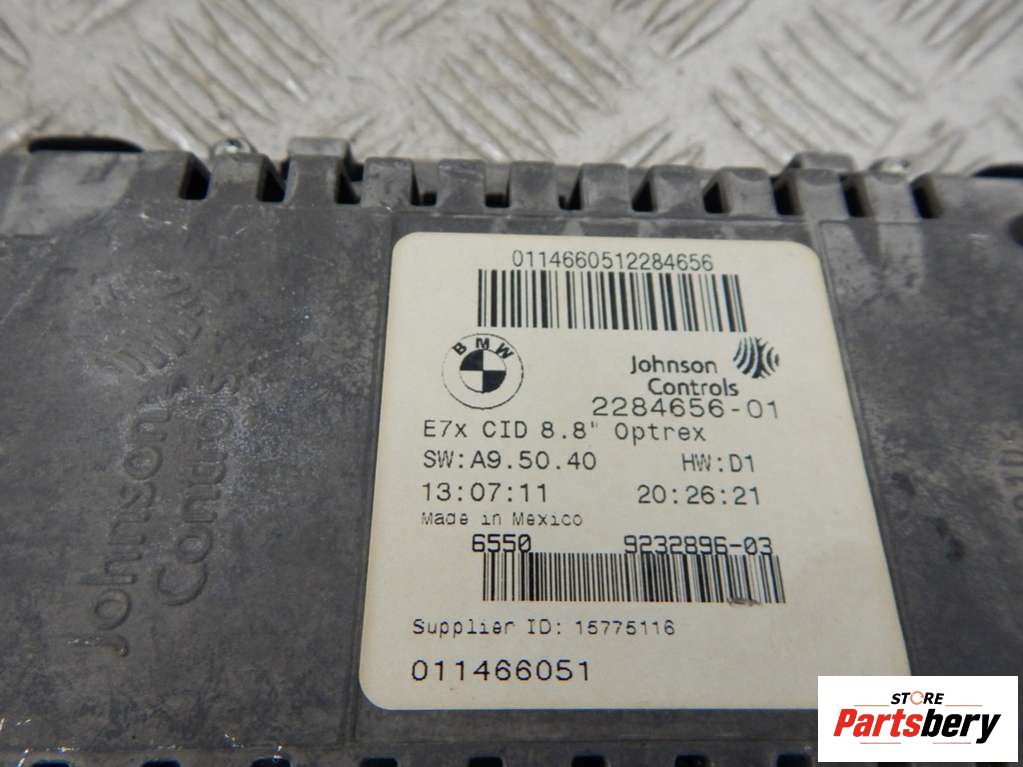 0114660512284656
BMW
Johnson
Controls
2284656-01
E7x CID 8.8" Optrex
SW:A9.50.40 HW:D1
13:07:11 20:26:21
Made in Mexico
6550 9232896-03
Supplier ID: 15775116
011466051
Johnson
Controls
STORE
Partsbery